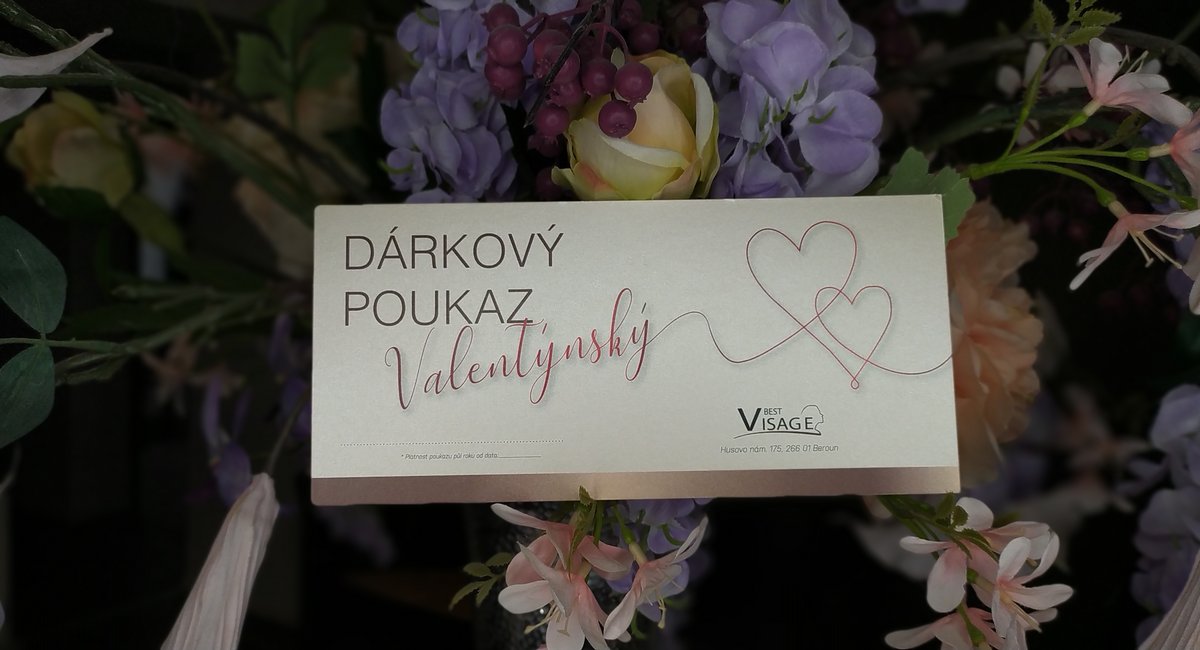 DÁRKOVÝ
POUKAZ
Valentýnský
BEST
VISAGE
Husovo nám. 175, 266 01 Beroun
* Platnost poukazu půl roku od data: